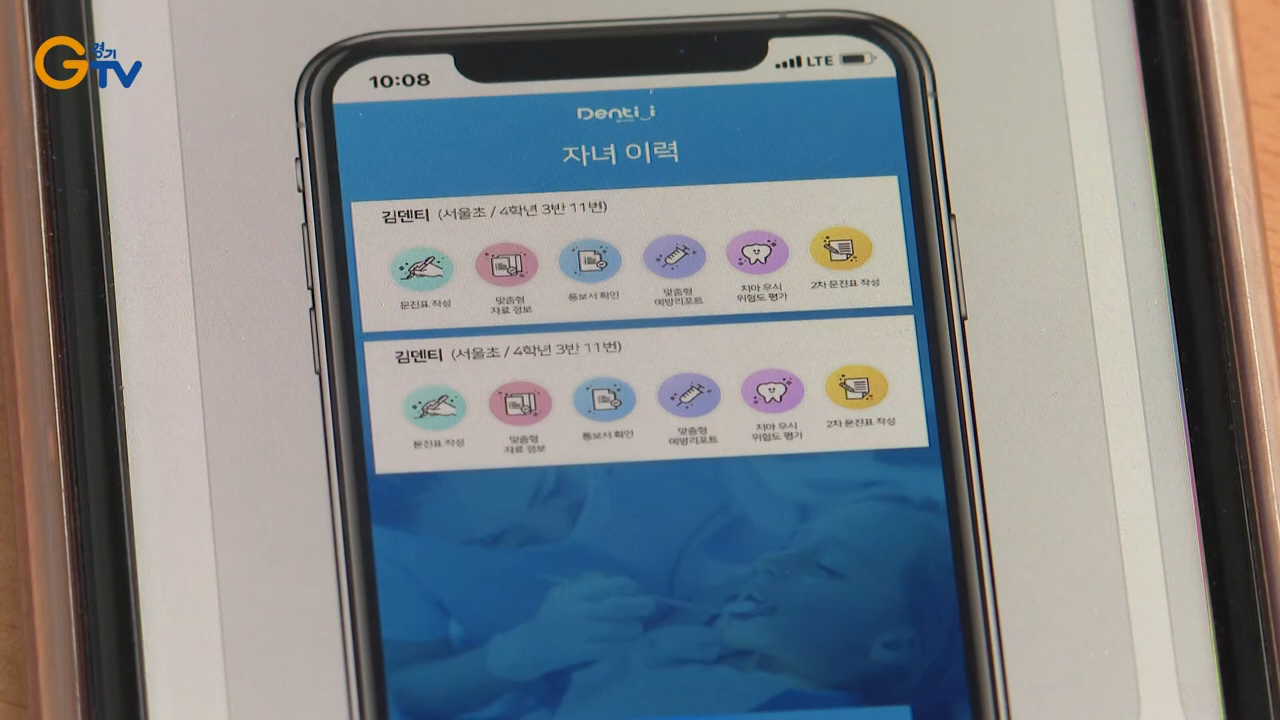 경기
GTV
10:08
LTE
Denti-i
자녀 이력
김덴티 (서울초 / 4학년 3반 11번)
문진표 작성
맞춤형
자료 정보
통보서 확인
맞춤형
예방리포트
치아 우식
위험도 평가
2차 문진표 작성
김덴티 (서울초 / 4학년 3반 11번)
문진표 작성
맞춤형
자료 정보
통보서 확인
맞춤형
예방리포트
치아 우식
위험도 평가
2차 문진표 작성